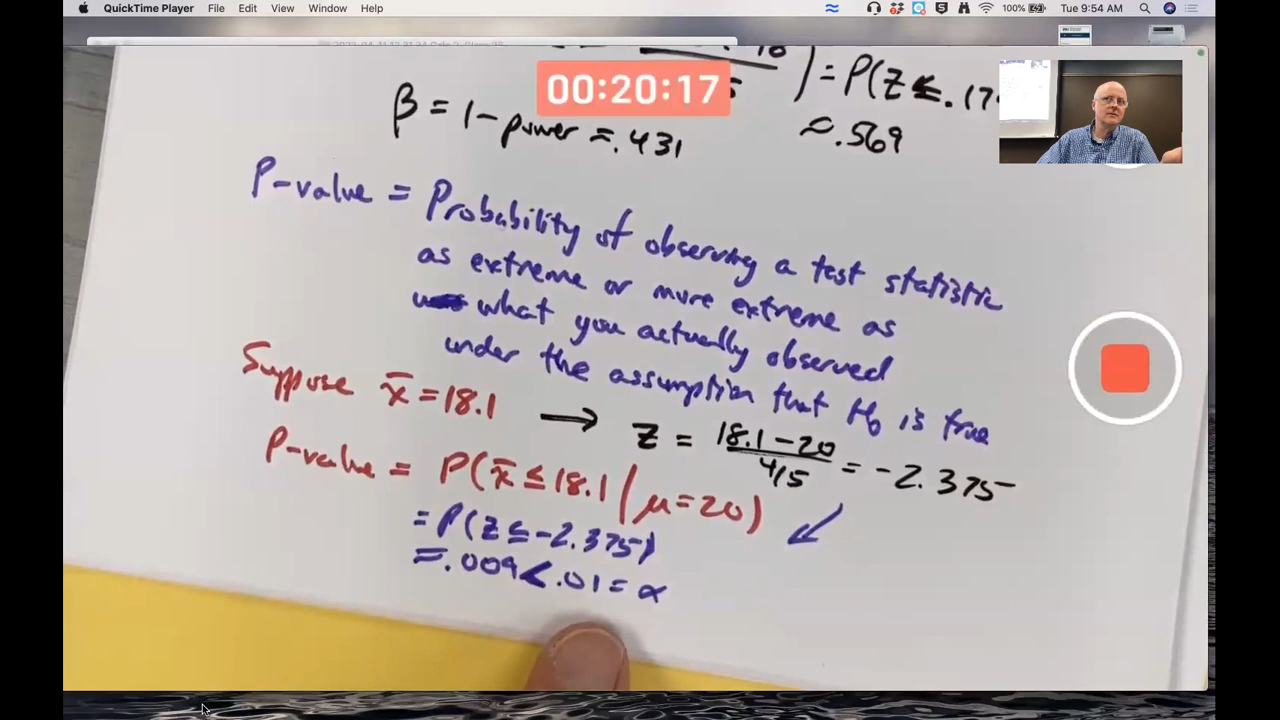 QuickTime Player File Edit View Window Help 100% Tue 9:54 AM
00:20:17
) = P(Z ≤ .17
β = 1 - power ≈ .431
≈ .569
P-value = Probability of observing a test statistic
as extreme or more extreme as
what you actually observed
under the assumption that H₀ is true
Suppose x̄ = 18.1 → Z = 18.1 - 20 / 4/5 = -2.375
P-value = P(x̄ ≤ 18.1 / μ = 20)
= P(Z ≤ -2.375)
= .009 < .01 = α